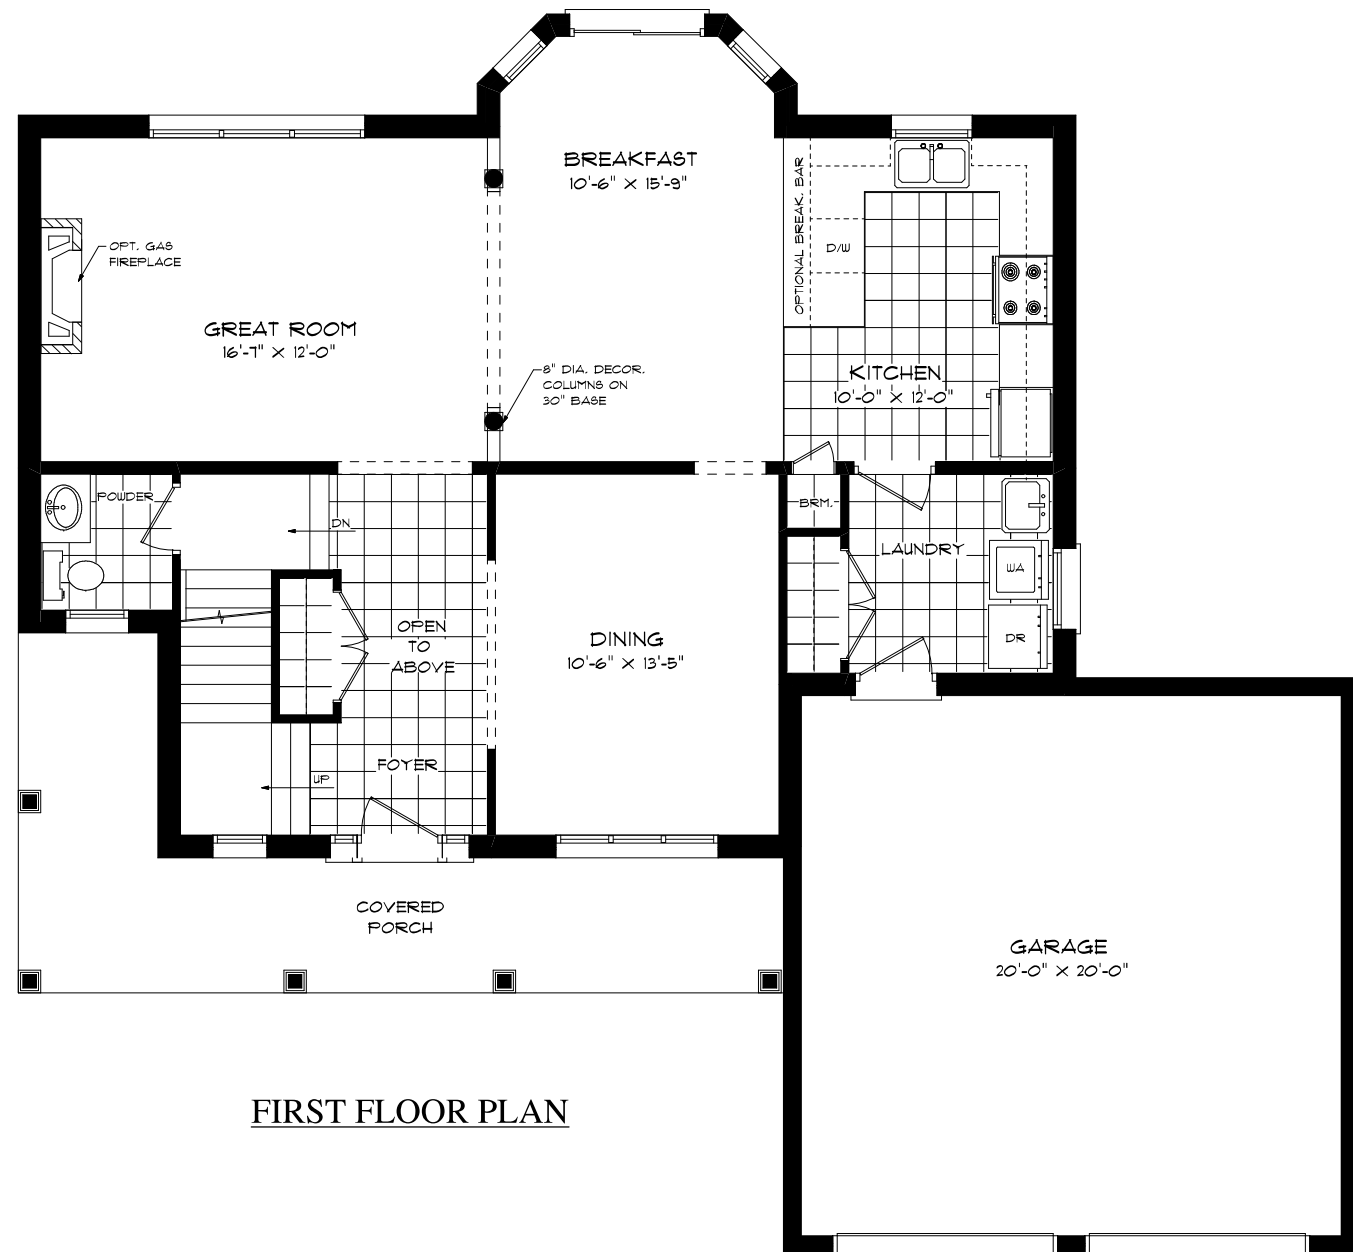 BREAKFAST
10'-6" X 15'-9"
OPTIONAL BREAK. BAR
D/W
OPT. GAS
FIREPLACE
GREAT ROOM
16'-7" X 12'-0"
8" DIA. DECOR.
COLUMNS ON
30" BASE
KITCHEN
10'-0" X 12'-0"
POWDER
DN
BRM.
LAUNDRY
WA
DR
OPEN
TO
ABOVE
DINING
10'-6" X 13'-5"
FOYER
UP
COVERED
PORCH
GARAGE
20'-0" X 20'-0"
FIRST FLOOR PLAN